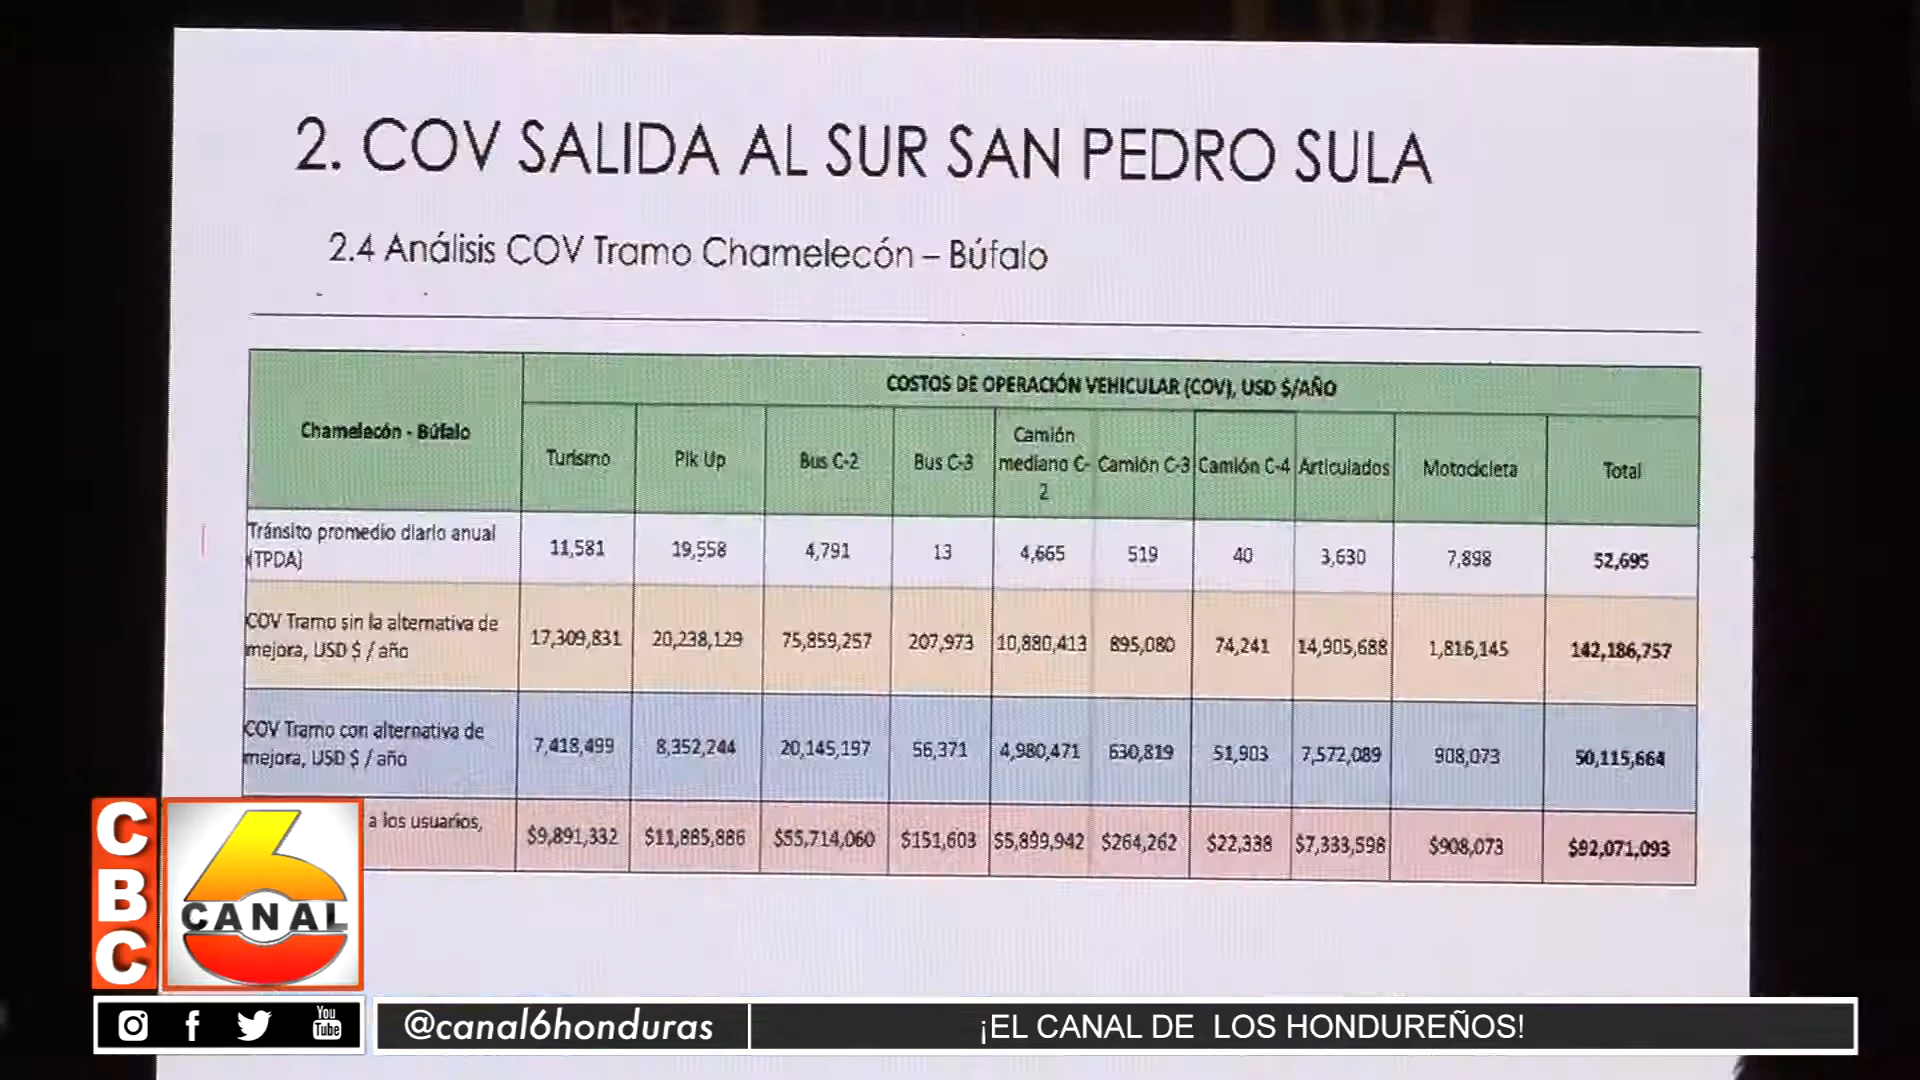 2. COV SALIDA AL SUR SAN PEDRO SULA
2.4 Análisis COV Tramo Chamelecón – Búfalo
Chamelecón - Búfalo
COSTOS DE OPERACIÓN VEHICULAR (COV), USD $/AÑO
Turismo Pik Up Bus C-2 Bus C-3 Camión mediano C-2 Camión C-3 Camión C-4 Articulados Motocicleta Total
Tránsito promedio diario anual (TPDA) 11,581 19,558 4,791 13 4,665 519 40 3,630 7,898 52,695
COV Tramo sin la alternativa de mejora, USD $ / año 17,309,831 20,238,129 75,859,257 207,973 10,880,413 895,080 74,241 14,905,688 1,816,145 142,186,757
COV Tramo con alternativa de mejora, USD $ / año 7,418,499 8,352,244 20,145,197 56,371 4,980,471 630,819 51,903 7,572,089 908,073 50,115,664
a los usuarios, $9,891,332 $11,885,886 $55,714,060 $151,603 $5,899,942 $264,262 $22,338 $7,333,598 $908,073 $92,071,093
CBC
6
CANAL
You Tube
@canal6honduras
¡EL CANAL DE LOS HONDUREÑOS!